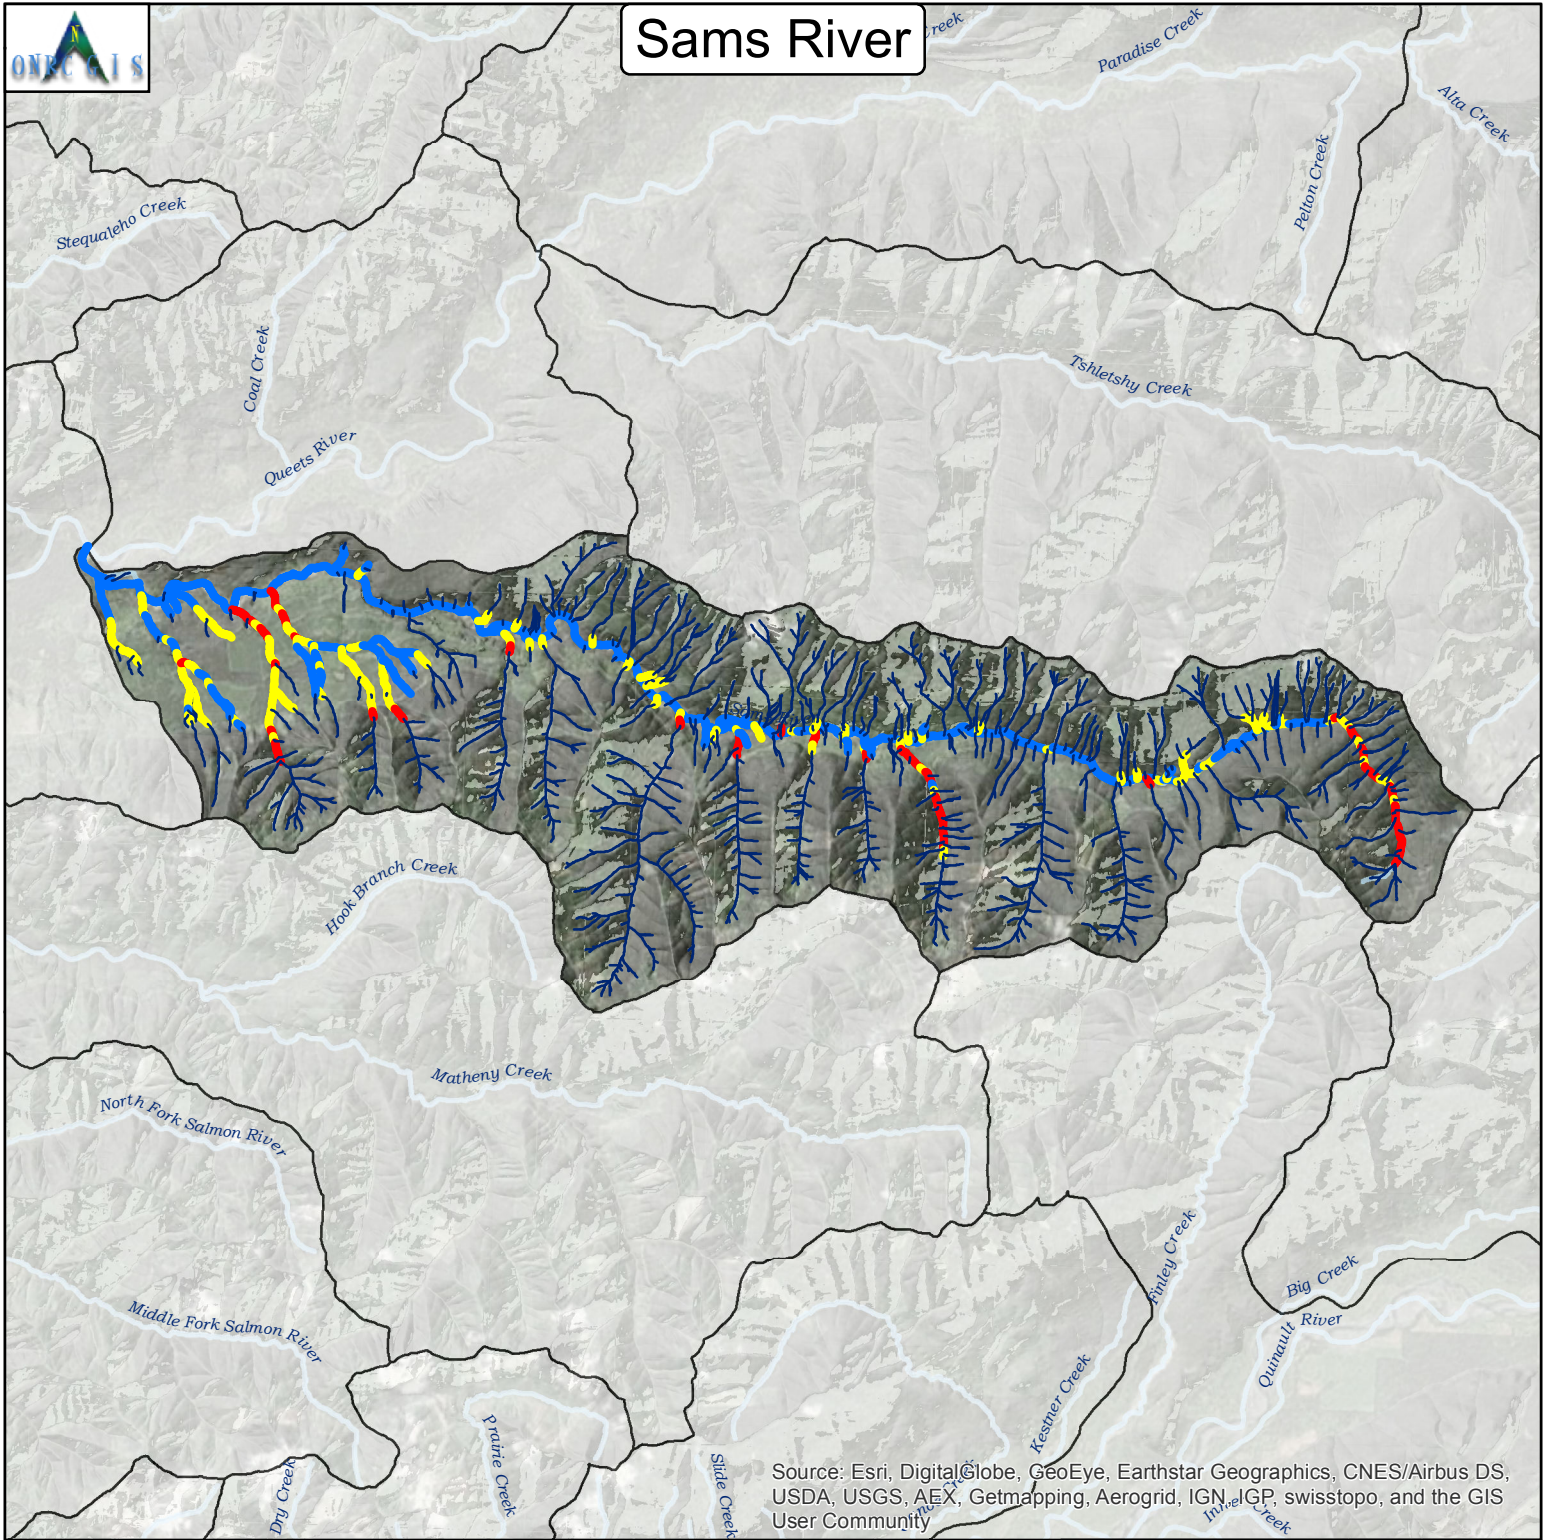 N
ONRC GIS
Sams River
Creek
Paradise Creek
Alta Creek
Pelton Creek
Stequaleho Creek
Coal Creek
Tshletshy Creek
Queets River
Hook Branch Creek
Matheny Creek
North Fork Salmon River
Middle Fork Salmon River
Finley Creek
Big Creek
Quinault River
Kestner Creek
Prairie Creek
Slide Creek
Dry Creek
Creek
Creek
Source: Esri, DigitalGlobe, GeoEye, Earthstar Geographics, CNES/Airbus DS,
USDA, USGS, AEX, Getmapping, Aerogrid, IGN, IGP, swisstopo, and the GIS
User Community